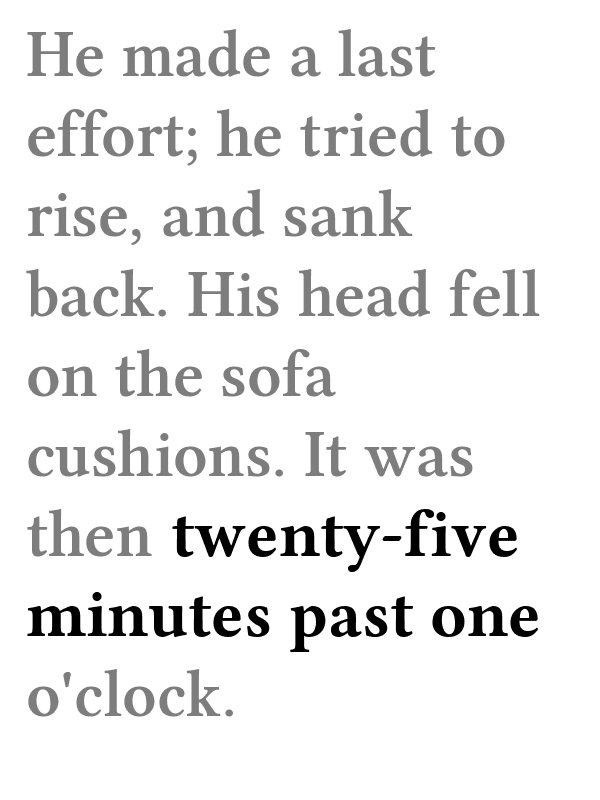 He made a last
effort; he tried to
rise, and sank
back. His head fell
on the sofa
cushions. It was
then twenty-five
minutes past one
o'clock.